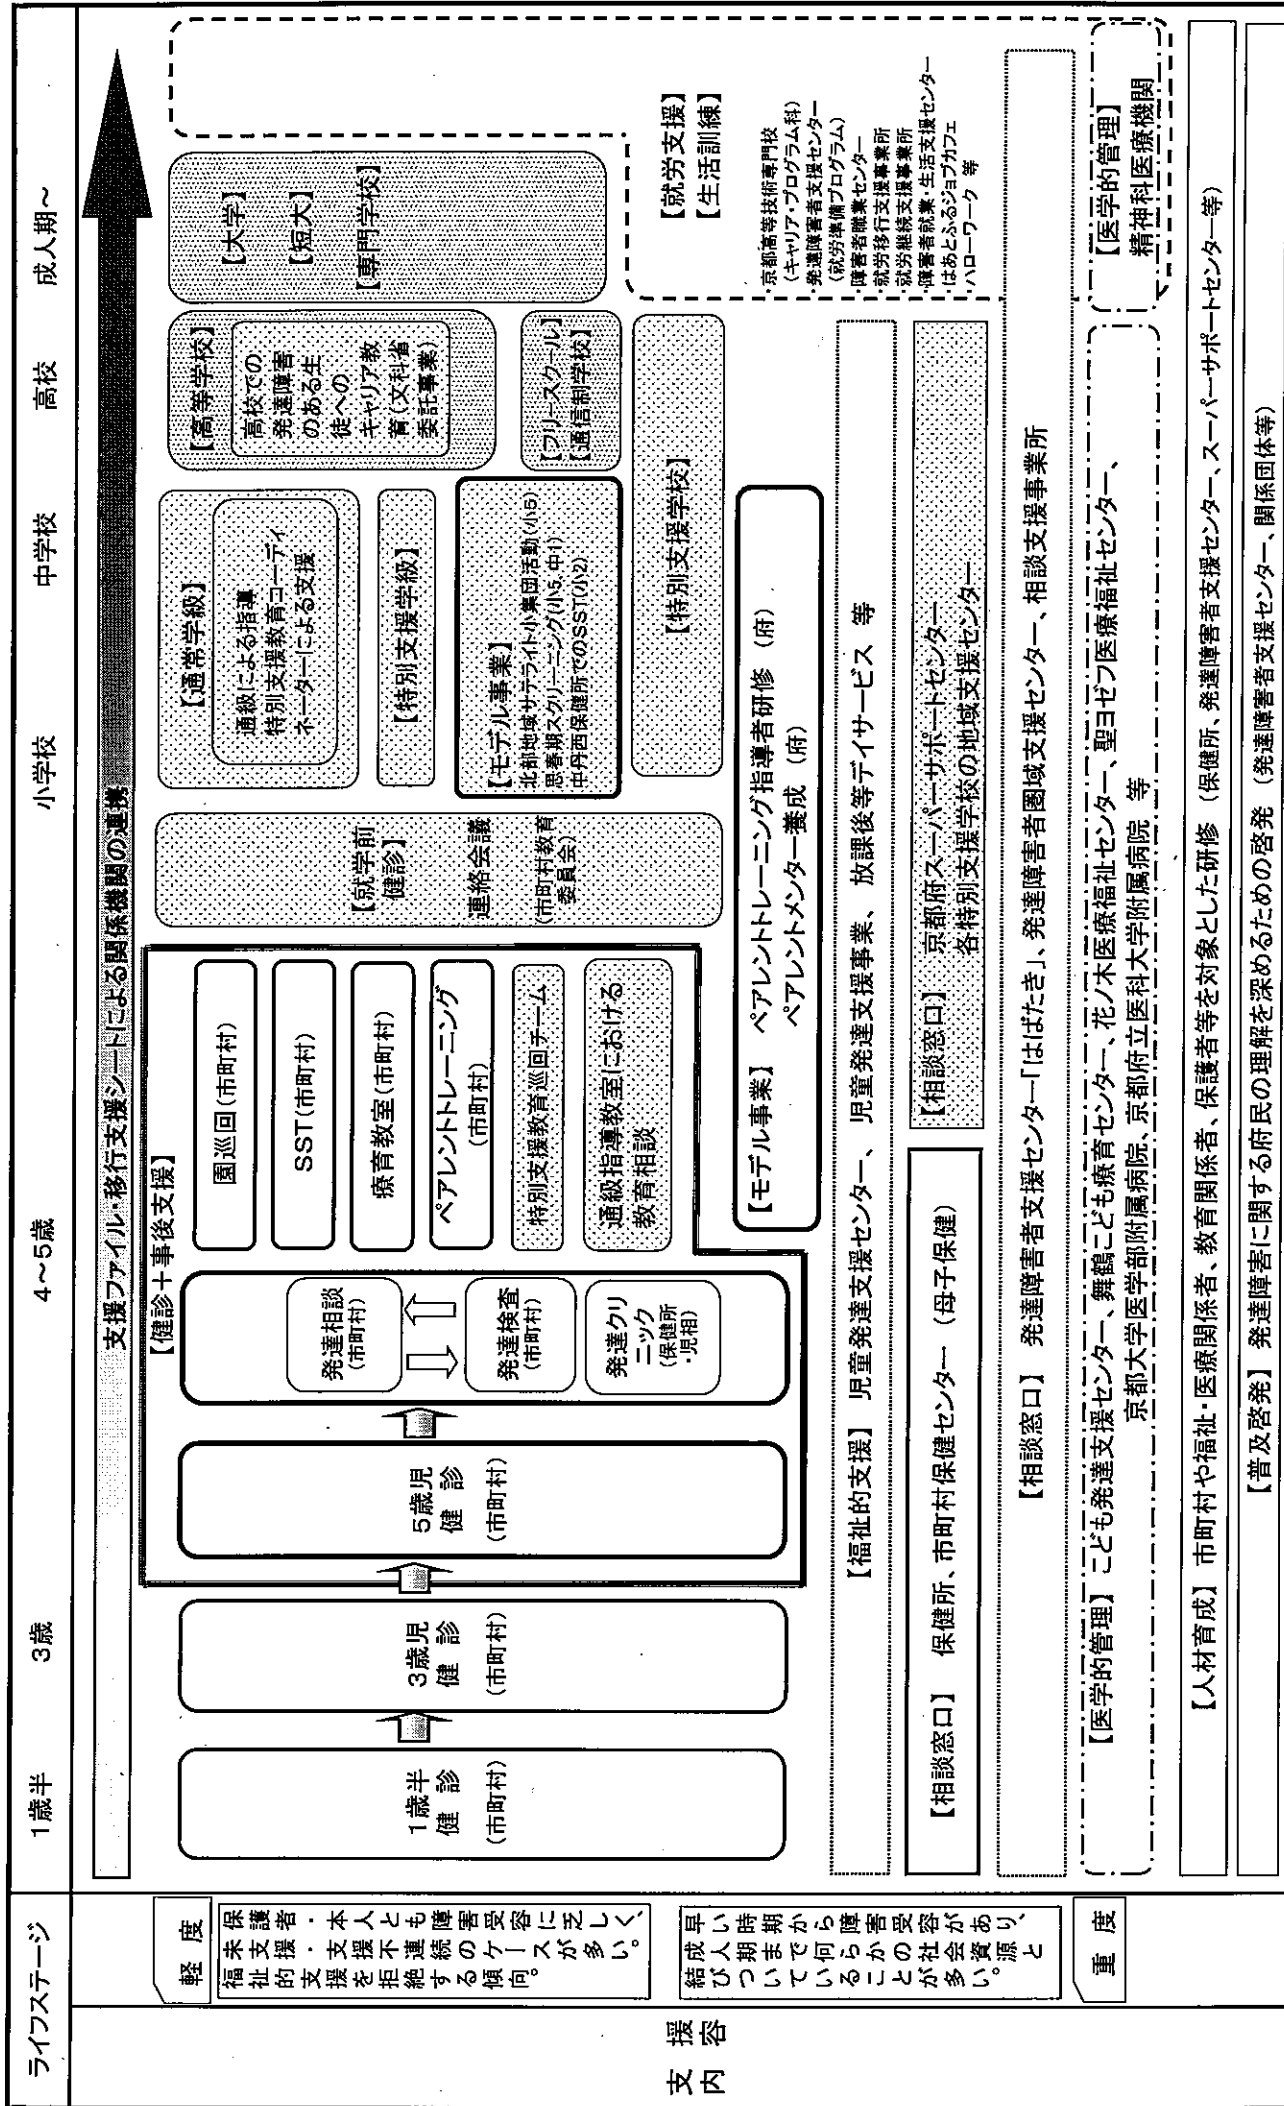 ライフステージ
1歳半
3歳
4～5歳
小学校
中学校
高校
成人期～
支援内容
支援ファイル・移行支援シートによる関係機関の連携
軽 度
保護者・本人とも障害受容に乏しく、
未支援・支援不連続のケースが多い。
福祉的支援を拒絶する傾向。
早い時期から障害の受容があり、
成人期まで何らかの社会資源と
結びついていることが多い。
重 度
1歳半
健 診
(市町村)
3歳児
健 診
(市町村)
【健診＋事後支援】
5歳児
健 診
(市町村)
発達相談
(市町村)
発達検査
(市町村)
発達クリ
ニック
(保健所
・児相)
園巡回(市町村)
SST(市町村)
療育教室(市町村)
ペアレントトレーニング
(市町村)
特別支援教育巡回チーム
通級指導教室における
教育相談
【就学前
健診】
連絡会議
(市町村教育
委員会)
【通常学級】
通級による指導
特別支援教育コーディ
ネーターによる支援
【特別支援学級】
【モデル事業】
北部地域サテライト小集団活動(小5)
思春期スクリーニング(小5,中1)
中丹西保健所でのSST(小2)
【特別支援学校】
【高等学校】
高校での
発達障害
のある生
徒への
キャリア教
育(文科省
委託事業)
【フリースクール】
【通信制学校】
【大学】
【短大】
【専門学校】
【就労支援】
【生活訓練】
・京都高等技術専門校
(キャリア・プログラム科)
・発達障害者支援センター
(就労準備プログラム)
・障害者職業センター
・就労移行支援事業所
・就労継続支援事業所
・障害者就業・生活支援センター
・はあとふるジョブカフェ
・ハローワーク 等
【モデル事業】 ペアレントトレーニング指導者研修 (府)
ペアレントメンター養成 (府)
【福祉的支援】 児童発達支援センター、 児童発達支援事業、 放課後等デイサービス 等
【相談窓口】 保健所、市町村保健センター (母子保健)
【相談窓口】 京都府スーパーサポートセンター
各特別支援学校の地域支援センター
【相談窓口】 発達障害者支援センター「はばたき」、発達障害者圏域支援センター、相談支援事業所
【医学的管理】 こども発達支援センター、舞鶴こども療育センター、花ノ木医療福祉センター、聖ヨゼフ医療福祉センター、
京都大学医学部附属病院、京都府立医科大学附属病院 等
【医学的管理】
精神科医療機関
【人材育成】 市町村や福祉・医療関係者、教育関係者、保護者等を対象とした研修 (保健所、発達障害者支援センター、スーパーサポートセンター等)
【普及啓発】 発達障害に関する府民の理解を深めるための啓発 (発達障害者支援センター、関係団体等)